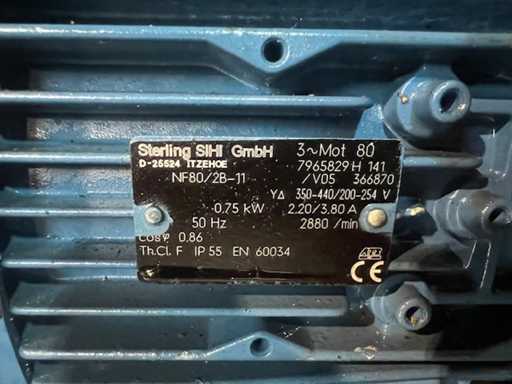 Sterling SIHI GmbH 3~Mot 80
D-25524 ITZEHOE 7965829 H 141
NF80/2B-11 /V05 366870
Y∆ 350-440/200-254 V
0.75 kW 2.20/3.80 A
50 Hz 2880 /min
cosφ 0.86
Th.Cl. F IP 55 EN 60034
CE